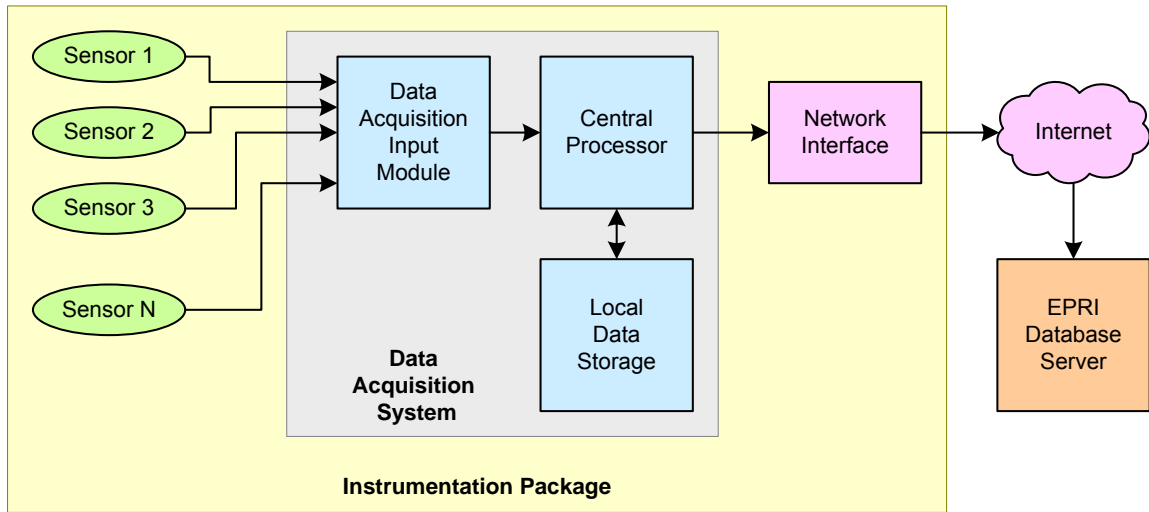 Sensor 1
Sensor 2
Sensor 3
Sensor N
Data
Acquisition
Input
Module
Central
Processor
Local
Data
Storage
Data
Acquisition
System
Network
Interface
Internet
EPRI
Database
Server
Instrumentation Package